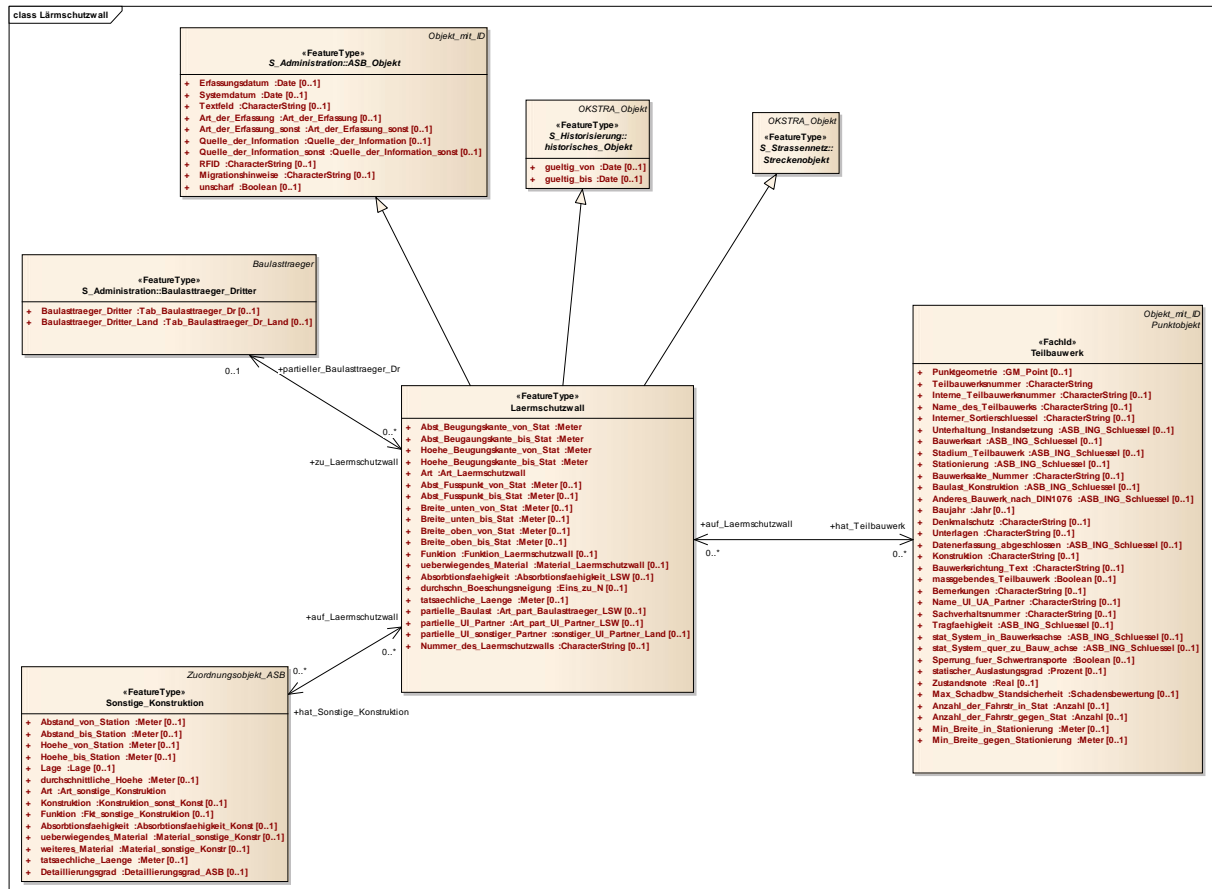 class Lärmschutzwall
Objekt_mit_ID
«FeatureType»
S_Administration::ASB_Objekt
+ Erfassungsdatum :Date [0..1]
+ Systemdatum :Date [0..1]
+ Textfeld :CharacterString [0..1]
+ Art_der_Erfassung :Art_der_Erfassung [0..1]
+ Art_der_Erfassung_sonst :Art_der_Erfassung_sonst [0..1]
+ Quelle_der_Information :Quelle_der_Information [0..1]
+ Quelle_der_Information_sonst :Quelle_der_Information_sonst [0..1]
+ RFID :CharacterString [0..1]
+ Migrationshinweise :CharacterString [0..1]
+ unscharf :Boolean [0..1]
OKSTRA_Objekt
«FeatureType»
S_Historisierung::
historisches_Objekt
+ gueltig_von :Date [0..1]
+ gueltig_bis :Date [0..1]
OKSTRA_Objekt
«FeatureType»
S_Strassennetz::
Streckenobjekt
Baulasttraeger
«FeatureType»
S_Administration::Baulasttraeger_Dritter
+ Baulasttraeger_Dritter :Tab_Baulasttraeger_Dr [0..1]
+ Baulasttraeger_Dritter_Land :Tab_Baulasttraeger_Dr_Land [0..1]
0..1
+partieller_Baulasttraeger_Dr
0..*
+zu_Laermschutzwall
«FeatureType»
Laermschutzwall
+ Abst_Beugungskante_von_Stat :Meter
+ Abst_Beugaungskante_bis_Stat :Meter
+ Hoehe_Beugungskante_von_Stat :Meter
+ Hoehe_Beugungskante_bis_Stat :Meter
+ Art :Art_Laermschutzwall
+ Abst_Fusspunkt_von_Stat :Meter [0..1]
+ Abst_Fusspunkt_bis_Stat :Meter [0..1]
+ Breite_unten_von_Stat :Meter [0..1]
+ Breite_unten_bis_Stat :Meter [0..1]
+ Breite_oben_von_Stat :Meter [0..1]
+ Breite_oben_bis_Stat :Meter [0..1]
+ Funktion :Funktion_Laermschutzwall [0..1]
+ ueberwiegendes_Material :Material_Laermschutzwall [0..1]
+ Absorbtionsfaehigkeit :Absorbtionsfaehigkeit_LSW [0..1]
+ durchschn_Boeschungsneigung :Eins_zu_N [0..1]
+ tatsaechliche_Laenge :Meter [0..1]
+ partielle_Baulast :Art_part_Baulasttraeger_LSW [0..1]
+ partielle_UI_Partner :Art_part_UI_Partner_LSW [0..1]
+ partielle_UI_sonstiger_Partner :sonstiger_UI_Partner_Land [0..1]
+ Nummer_des_Laermschutzwalls :CharacterString [0..1]
+auf_Laermschutzwall
0..*
+hat_Teilbauwerk
0..*
Objekt_mit_ID
Punktobjekt
«FachId»
Teilbauwerk
+ Punktgeometrie :GM_Point [0..1]
+ Teilbauwerksnummer :CharacterString
+ Interne_Teilbauwerksnummer :CharacterString [0..1]
+ Name_des_Teilbauwerks :CharacterString [0..1]
+ Interner_Sortierschluessel :CharacterString [0..1]
+ Unterhaltung_Instandsetzung :ASB_ING_Schluessel [0..1]
+ Bauwerksart :ASB_ING_Schluessel [0..1]
+ Stadium_Teilbauwerk :ASB_ING_Schluessel [0..1]
+ Stationierung :ASB_ING_Schluessel [0..1]
+ Bauwerksakte_Nummer :CharacterString [0..1]
+ Baulast_Konstruktion :ASB_ING_Schluessel [0..1]
+ Anderes_Bauwerk_nach_DIN1076 :ASB_ING_Schluessel [0..1]
+ Baujahr :Jahr [0..1]
+ Denkmalschutz :CharacterString [0..1]
+ Unterlagen :CharacterString [0..1]
+ Datenerfassung_abgeschlossen :ASB_ING_Schluessel [0..1]
+ Konstruktion :CharacterString [0..1]
+ Bauwerksrichtung_Text :CharacterString [0..1]
+ massgebendes_Teilbauwerk :Boolean [0..1]
+ Bemerkungen :CharacterString [0..1]
+ Name_UI_UA_Partner :CharacterString [0..1]
+ Sachverhaltsnummer :CharacterString [0..1]
+ Tragfaehigkeit :ASB_ING_Schluessel [0..1]
+ stat_System_in_Bauwerksachse :ASB_ING_Schluessel [0..1]
+ stat_System_quer_zu_Bauw_achse :ASB_ING_Schluessel [0..1]
+ Sperrung_fuer_Schwertransporte :Boolean [0..1]
+ statischer_Auslastungsgrad :Prozent [0..1]
+ Zustandsnote :Real [0..1]
+ Max_Schadbw_Standsicherheit :Schadensbewertung [0..1]
+ Anzahl_der_Fahrstr_in_Stat :Anzahl [0..1]
+ Anzahl_der_Fahrstr_gegen_Stat :Anzahl [0..1]
+ Min_Breite_in_Stationierung :Meter [0..1]
+ Min_Breite_gegen_Stationierung :Meter [0..1]
+auf_Laermschutzwall
0..*
0..*
+hat_Sonstige_Konstruktion
Zuordnungsobjekt_ASB
«FeatureType»
Sonstige_Konstruktion
+ Abstand_von_Station :Meter [0..1]
+ Abstand_bis_Station :Meter [0..1]
+ Hoehe_von_Station :Meter [0..1]
+ Hoehe_bis_Station :Meter [0..1]
+ Lage :Lage [0..1]
+ durchschnittliche_Hoehe :Meter [0..1]
+ Art :Art_sonstige_Konstruktion
+ Konstruktion :Konstruktion_sonst_Konst [0..1]
+ Funktion :Fkt_sonstige_Konstruktion [0..1]
+ Absorbtionsfaehigkeit :Absorbtionsfaehigkeit_Konst [0..1]
+ ueberwiegendes_Material :Material_sonstige_Konstr [0..1]
+ weiteres_Material :Material_sonstige_Konstr [0..1]
+ tatsaechliche_Laenge :Meter [0..1]
+ Detaillierungsgrad :Detaillierungsgrad_ASB [0..1]